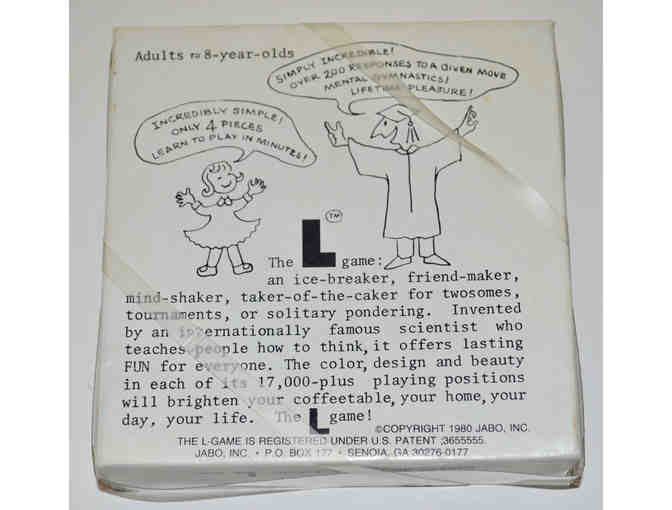 Adults TO 8-year-olds
SIMPLY INCREDIBLE!
OVER 200 RESPONSES TO A GIVEN MOVE
MENTAL GYMNASTICS!
LIFETIME PLEASURE!
INCREDIBLY SIMPLE!
ONLY 4 PIECES
LEARN TO PLAY IN MINUTES!
The L™ game:
an ice-breaker, friend-maker,
mind-shaker, taker-of-the-caker for twosomes,
tournaments, or solitary pondering. Invented
by an internationally famous scientist who
teaches people how to think, it offers lasting
FUN for everyone. The color, design and beauty
in each of its 17,000-plus playing positions
will brighten your coffeetable, your home, your
day, your life. The L game!
©COPYRIGHT 1980 JABO, INC.
THE L-GAME IS REGISTERED UNDER U.S. PATENT ;3655555.
JABO, INC. • P.O. BOX 177 • SENOIA, GA 30276-0177